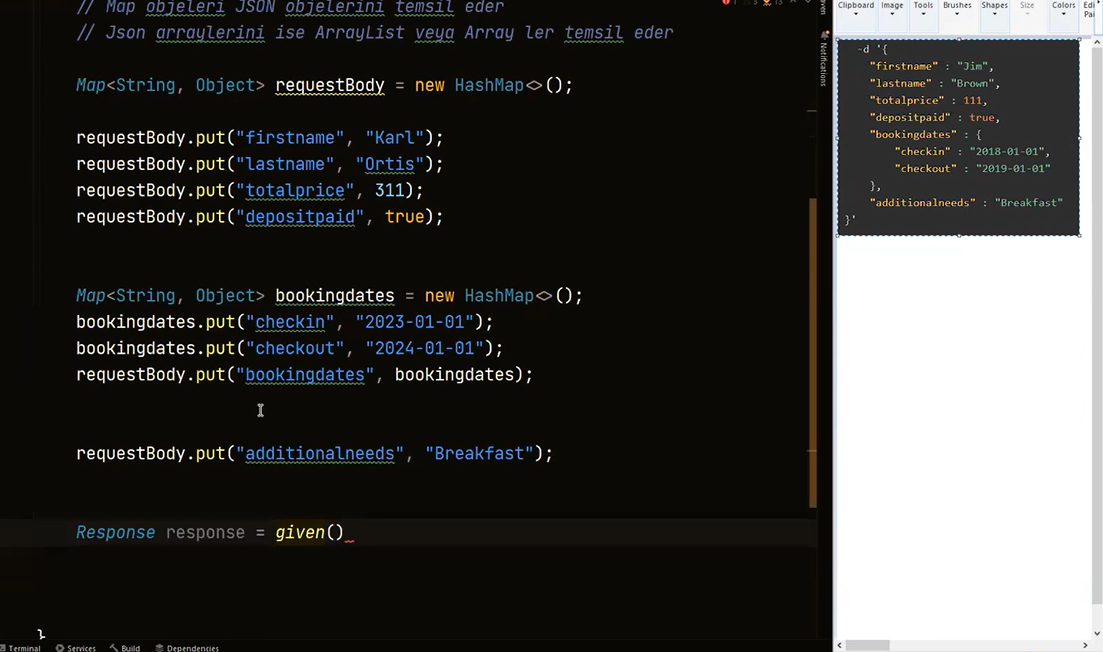 // Map objeleri JSON objelerini temsil eder
// Json arraylerini ise ArrayList veya Array ler temsil eder
Map<String, Object> requestBody = new HashMap<>();
requestBody.put("firstname", "Karl");
requestBody.put("lastname", "Ortis");
requestBody.put("totalprice", 311);
requestBody.put("depositpaid", true);
Map<String, Object> bookingdates = new HashMap<>();
bookingdates.put("checkin", "2023-01-01");
bookingdates.put("checkout", "2024-01-01");
requestBody.put("bookingdates", bookingdates);
requestBody.put("additionalneeds", "Breakfast");
Response response = given()
}
Terminal Services Build Dependencies
Notifications
Clipboard Image Tools Brushes Shapes Size Colors
-d '{
"firstname" : "Jim",
"lastname" : "Brown",
"totalprice" : 111,
"depositpaid" : true,
"bookingdates" : {
"checkin" : "2018-01-01",
"checkout" : "2019-01-01"
},
"additionalneeds" : "Breakfast"
}'